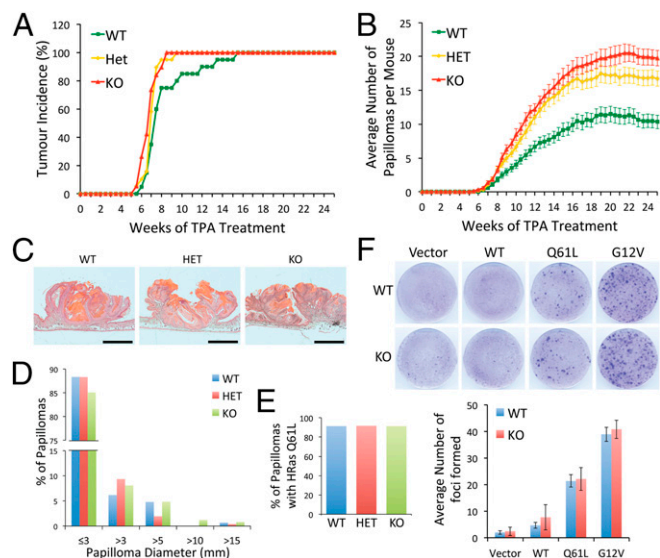 A
Tumour Incidence (%)
120
100
80
60
40
20
0
WT
Het
KO
0 2 4 6 8 10 12 14 16 18 20 22 24
Weeks of TPA Treatment
B
Average Number of
Papillomas per Mouse
25
20
15
10
5
0
WT
HET
KO
0 2 4 6 8 10 12 14 16 18 20 22 24
Weeks of TPA Treatment
C
WT HET KO
D
% of Papillomas
90
85
80
75
15
10
5
0
WT
HET
KO
≤3 >3 >5 >10 >15
Papilloma Diameter (mm)
E
% of Papillomas
with HRas Q61L
100
80
60
40
20
0
WT HET KO
F
Vector WT Q61L G12V
WT
KO
Average Number of
foci formed
50
40
30
20
10
0
WT
KO
Vector WT Q61L G12V